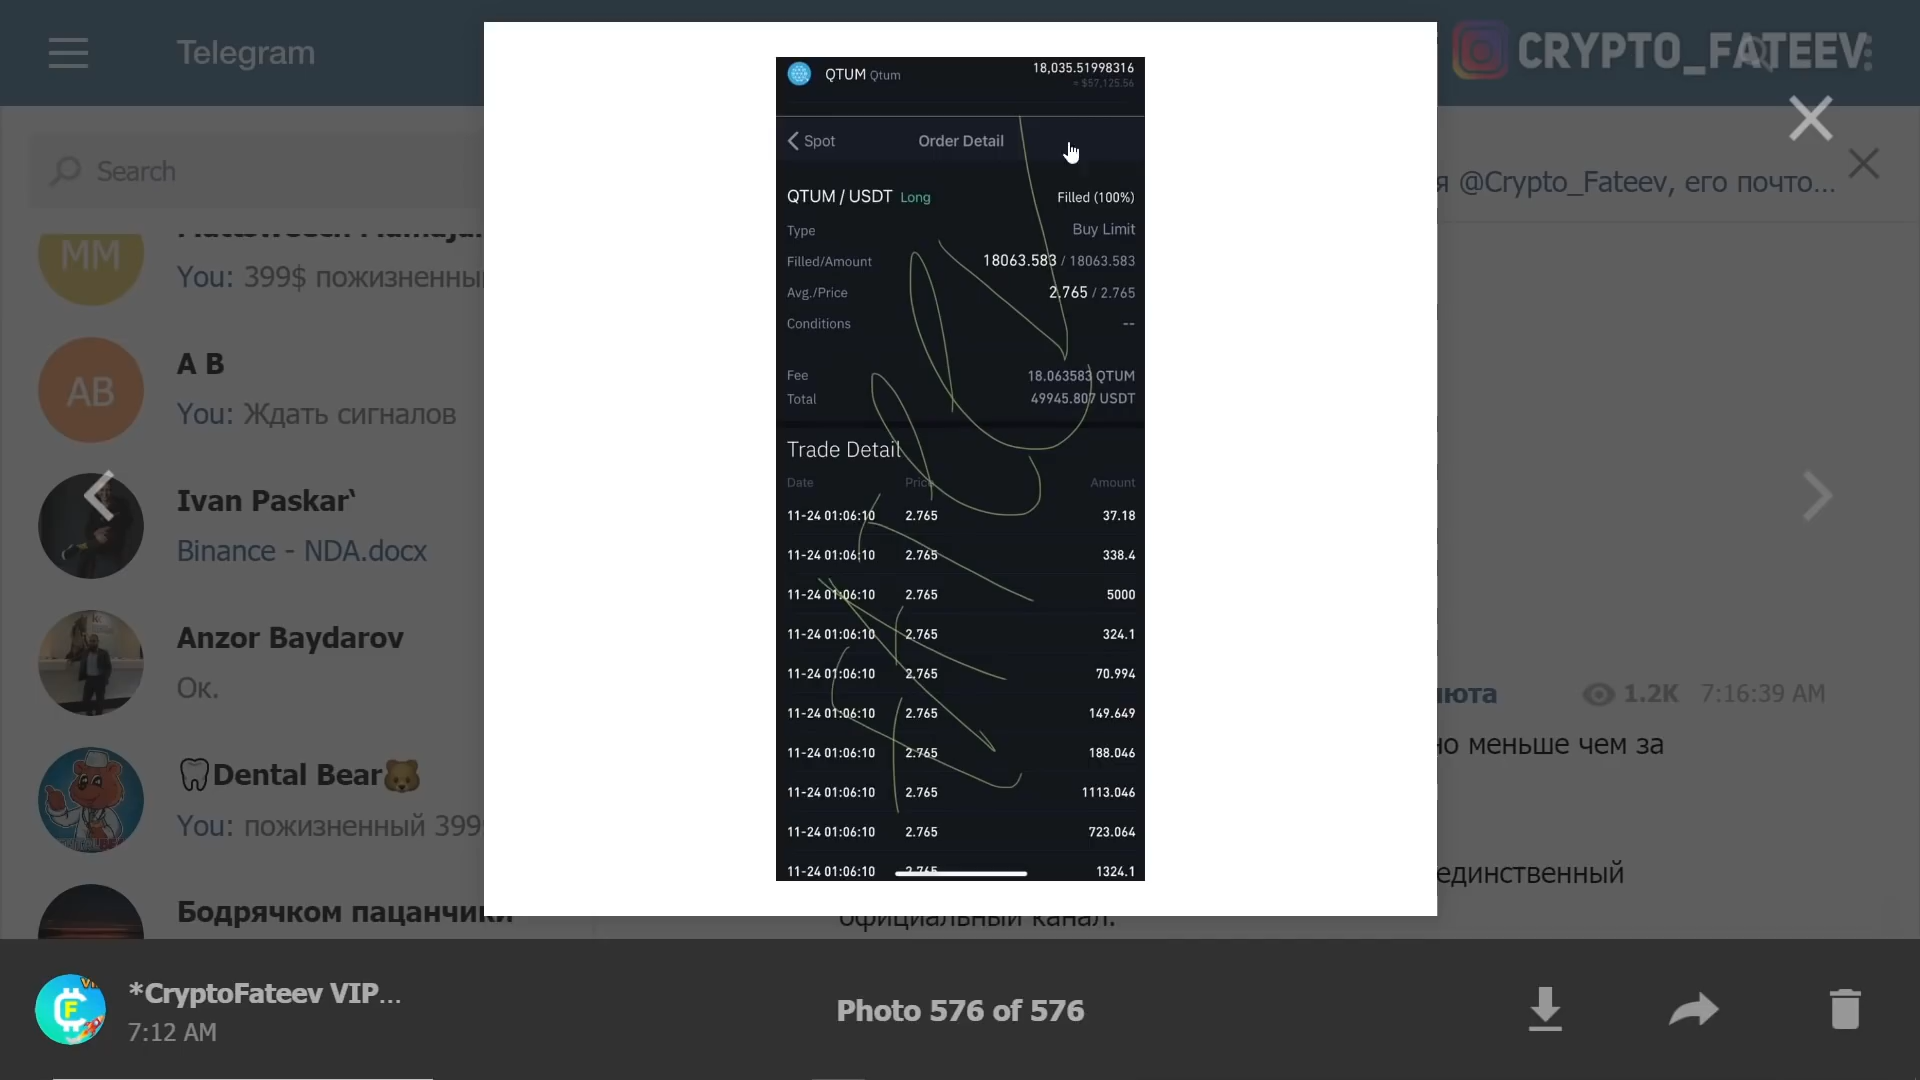 Telegram
CRYPTO_FATEEV
Search
я @Crypto_Fateev, его почто...
MM
You: 399$ пожизненны
A B
AB
You: Ждать сигналов
Ivan Paskar‛
Binance - NDA.docx
Anzor Baydarov
Ок.
Dental Bear
You: пожизненный 399
Бодрячком пацанчики
QTUM Qtum
18,035.51998316
≈ $57,125.56
Spot
Order Detail
QTUM / USDT Long
Filled (100%)
Type
Buy Limit
Filled/Amount
18063.583 / 18063.583
Avg./Price
2.765 / 2.765
Conditions
--
Fee
18.063583 QTUM
Total
49945.807 USDT
Trade Detail
Date Price Amount
11-24 01:06:10 2.765 37.18
11-24 01:06:10 2.765 338.4
11-24 01:06:10 2.765 5000
11-24 01:06:10 2.765 324.1
11-24 01:06:10 2.765 70.994
11-24 01:06:10 2.765 149.649
11-24 01:06:10 2.765 188.046
11-24 01:06:10 2.765 1113.046
11-24 01:06:10 2.765 723.064
11-24 01:06:10 2.765 1324.1
люта
1.2K 7:16:39 AM
но меньше чем за
единственный
официальный канал.
*CryptoFateev VIP...
7:12 AM
Photo 576 of 576